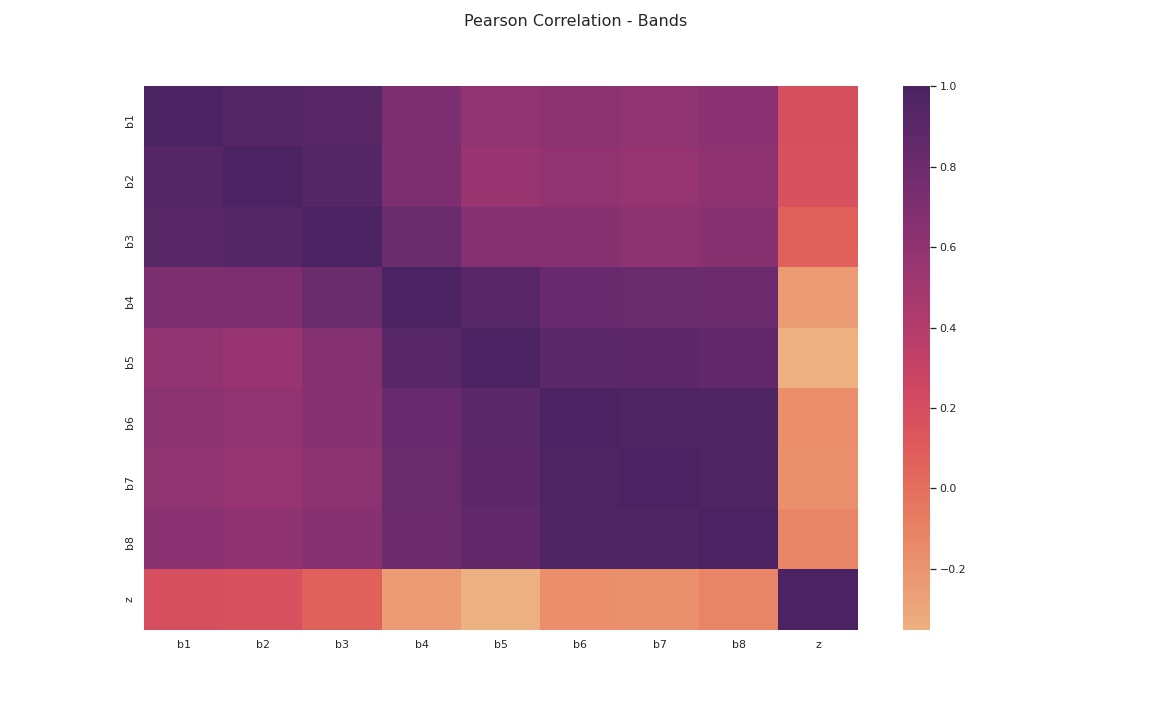 Pearson Correlation - Bands
b1
b2
b3
b4
b5
b6
b7
b8
z
b1 b2 b3 b4 b5 b6 b7 b8 z
1.0
0.8
0.6
0.4
0.2
0.0
−0.2